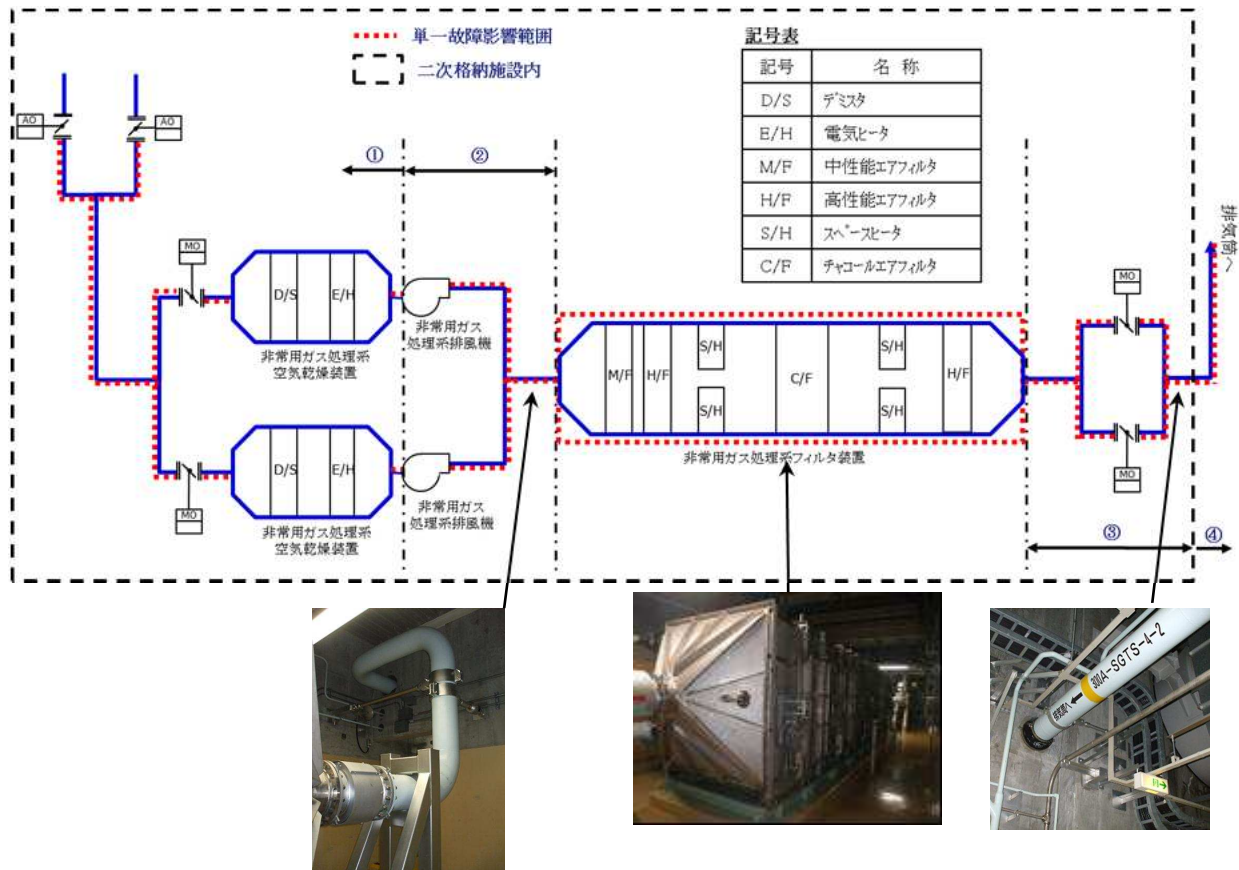 単一故障影響範囲
二次格納施設内
記号表
記号 名 称
D/S デミスタ
E/H 電気ヒータ
M/F 中性能エアフィルタ
H/F 高性能エアフィルタ
S/H スペースヒータ
C/F チャコールエアフィルタ
AO
AO
①
②
排気筒へ
MO
D/S
E/H
非常用ガス処理系
空気乾燥装置
非常用ガス
処理系排風機
MO
S/H
S/H
M/F
H/F
C/F
H/F
S/H
S/H
非常用ガス処理系フィルタ装置
D/S
E/H
MO
非常用ガス処理系
空気乾燥装置
非常用ガス
処理系排風機
MO
③
④
300A-SGTS-4-2
排気筒へ